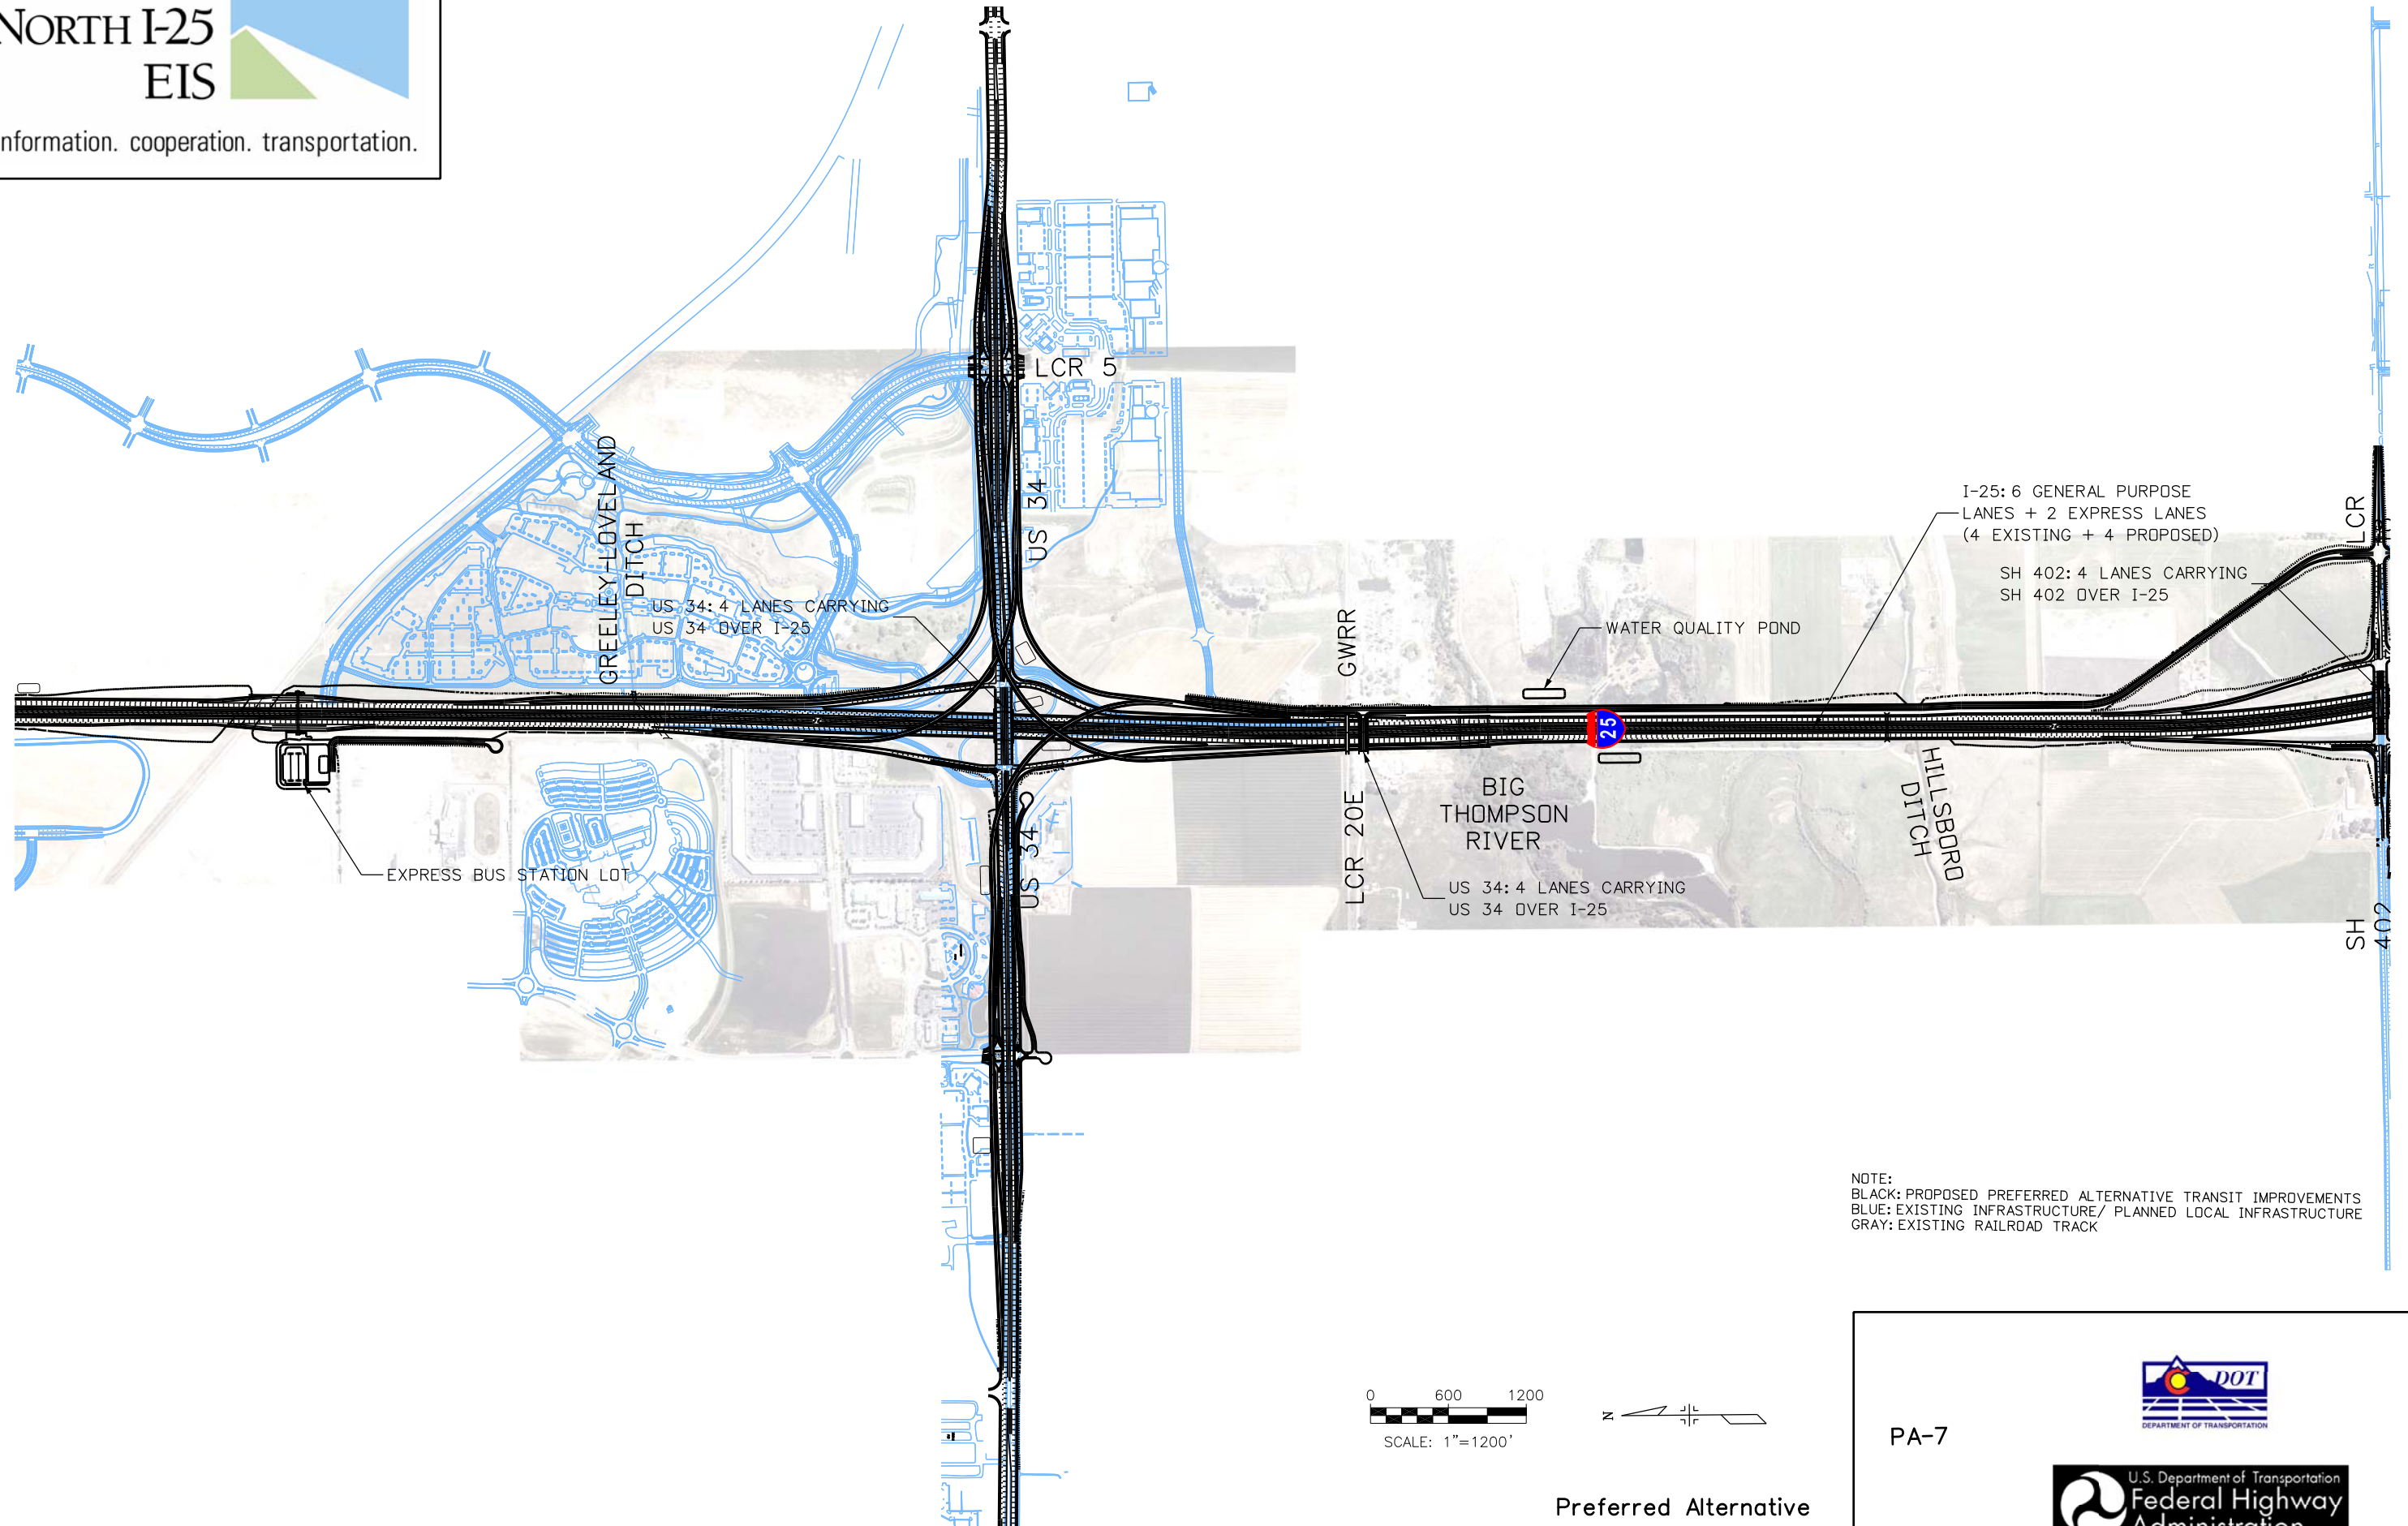 NORTH I-25
EIS
nformation. cooperation. transportation.
LCR 5
US 34
GREELEY-LOVELAND
DITCH
US 34: 4 LANES CARRYING
US 34 OVER I-25
GWRR
WATER QUALITY POND
I-25: 6 GENERAL PURPOSE
LANES + 2 EXPRESS LANES
(4 EXISTING + 4 PROPOSED)
SH 402: 4 LANES CARRYING
SH 402 OVER I-25
LCR
25
EXPRESS BUS STATION LOT
US 34
LCR 20E
BIG
THOMPSON
RIVER
US 34: 4 LANES CARRYING
US 34 OVER I-25
HILLSBORO
DITCH
SH
402
NOTE:
BLACK: PROPOSED PREFERRED ALTERNATIVE TRANSIT IMPROVEMENTS
BLUE: EXISTING INFRASTRUCTURE/ PLANNED LOCAL INFRASTRUCTURE
GRAY: EXISTING RAILROAD TRACK
0 600 1200
SCALE: 1"=1200'
N
Preferred Alternative
PA-7
C DOT
DEPARTMENT OF TRANSPORTATION
U.S. Department of Transportation
Federal Highway
Administration